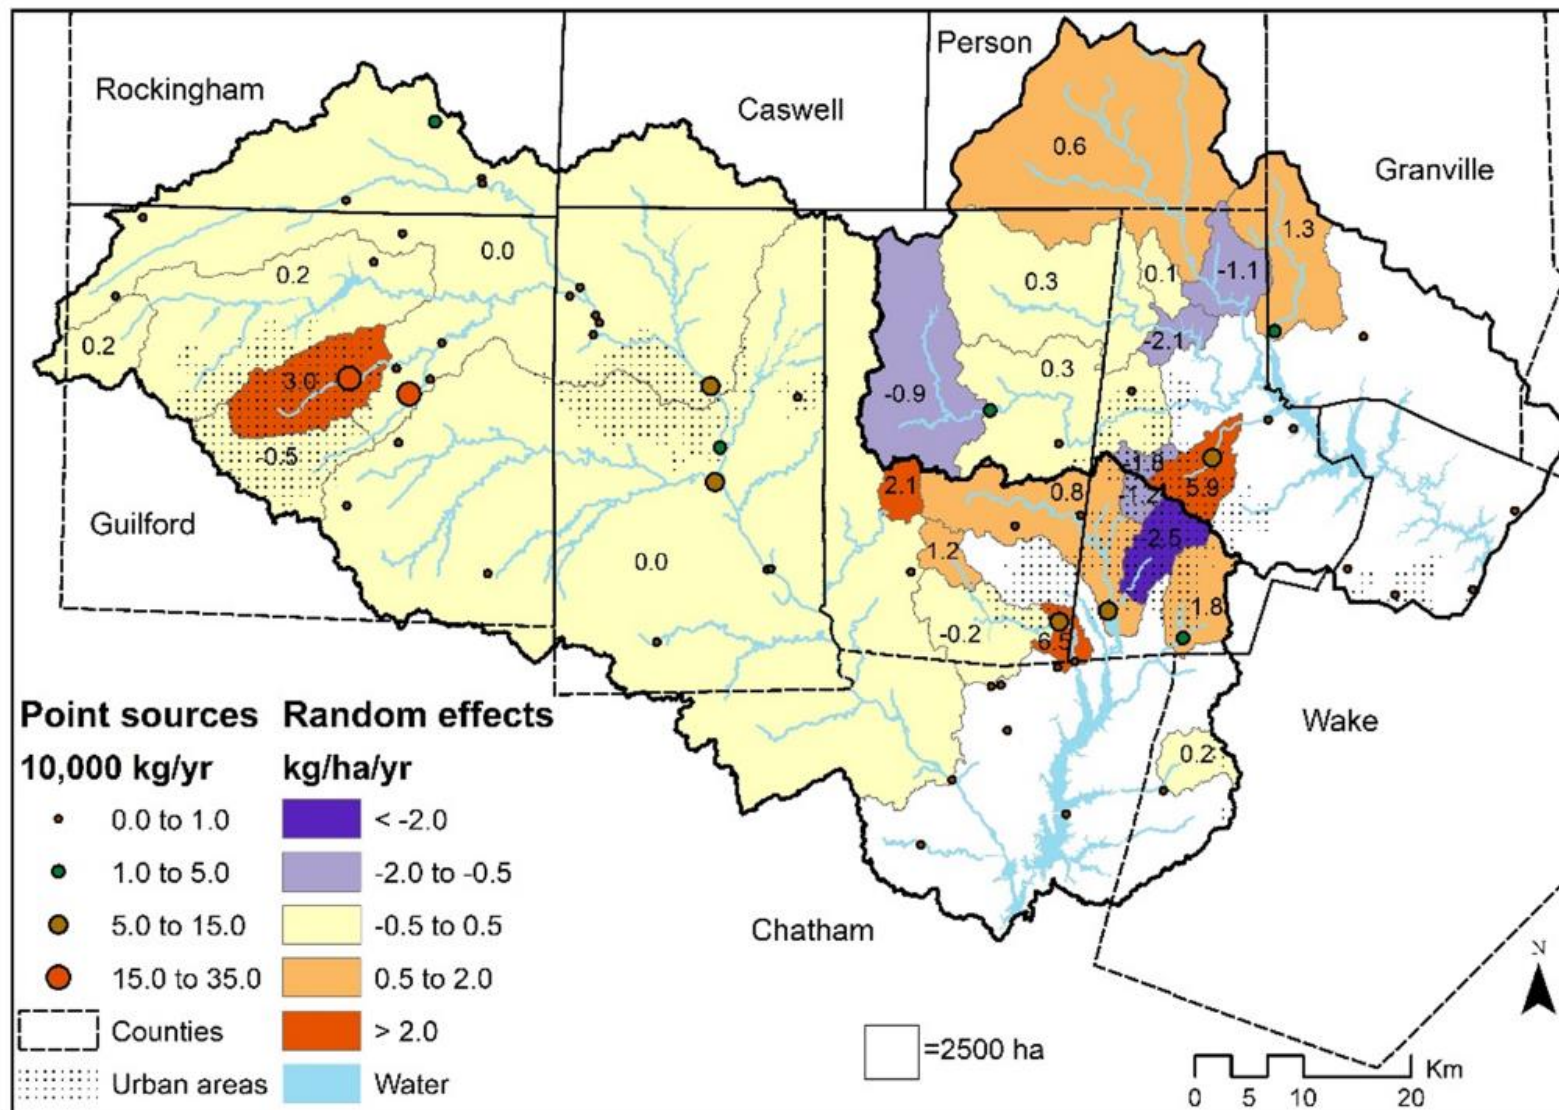 Person
Rockingham
Caswell
Granville
0.6
1.3
0.0
0.2
0.3
0.1
-1.1
0.2
-2.1
3.0
0.3
-0.9
-0.5
-1.8
2.1
0.8
-1.2
5.9
Guilford
-2.5
1.2
0.0
1.8
-0.2
6.5
Wake
0.2
Chatham
Point sources Random effects
10,000 kg/yr kg/ha/yr
0.0 to 1.0 < -2.0
1.0 to 5.0 -2.0 to -0.5
5.0 to 15.0 -0.5 to 0.5
15.0 to 35.0 0.5 to 2.0
Counties > 2.0
Urban areas Water
=2500 ha
N
Km
0 5 10 20